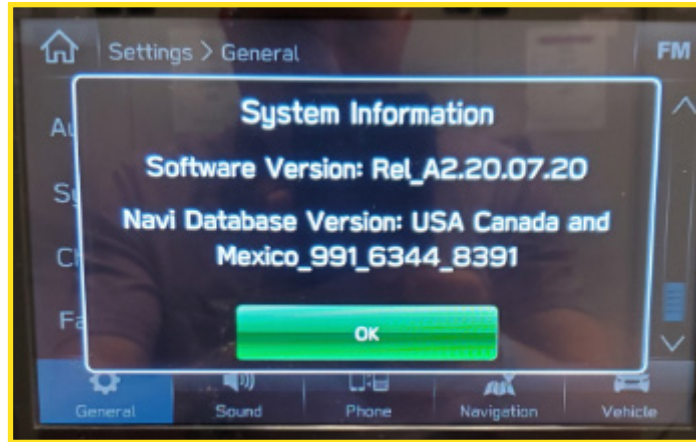 Settings > General
FM
System Information
Software Version: Rel_A2.20.07.20
Navi Database Version: USA Canada and
Mexico_991_6344_8391
OK
General
Sound
Phone
Navigation
Vehicle